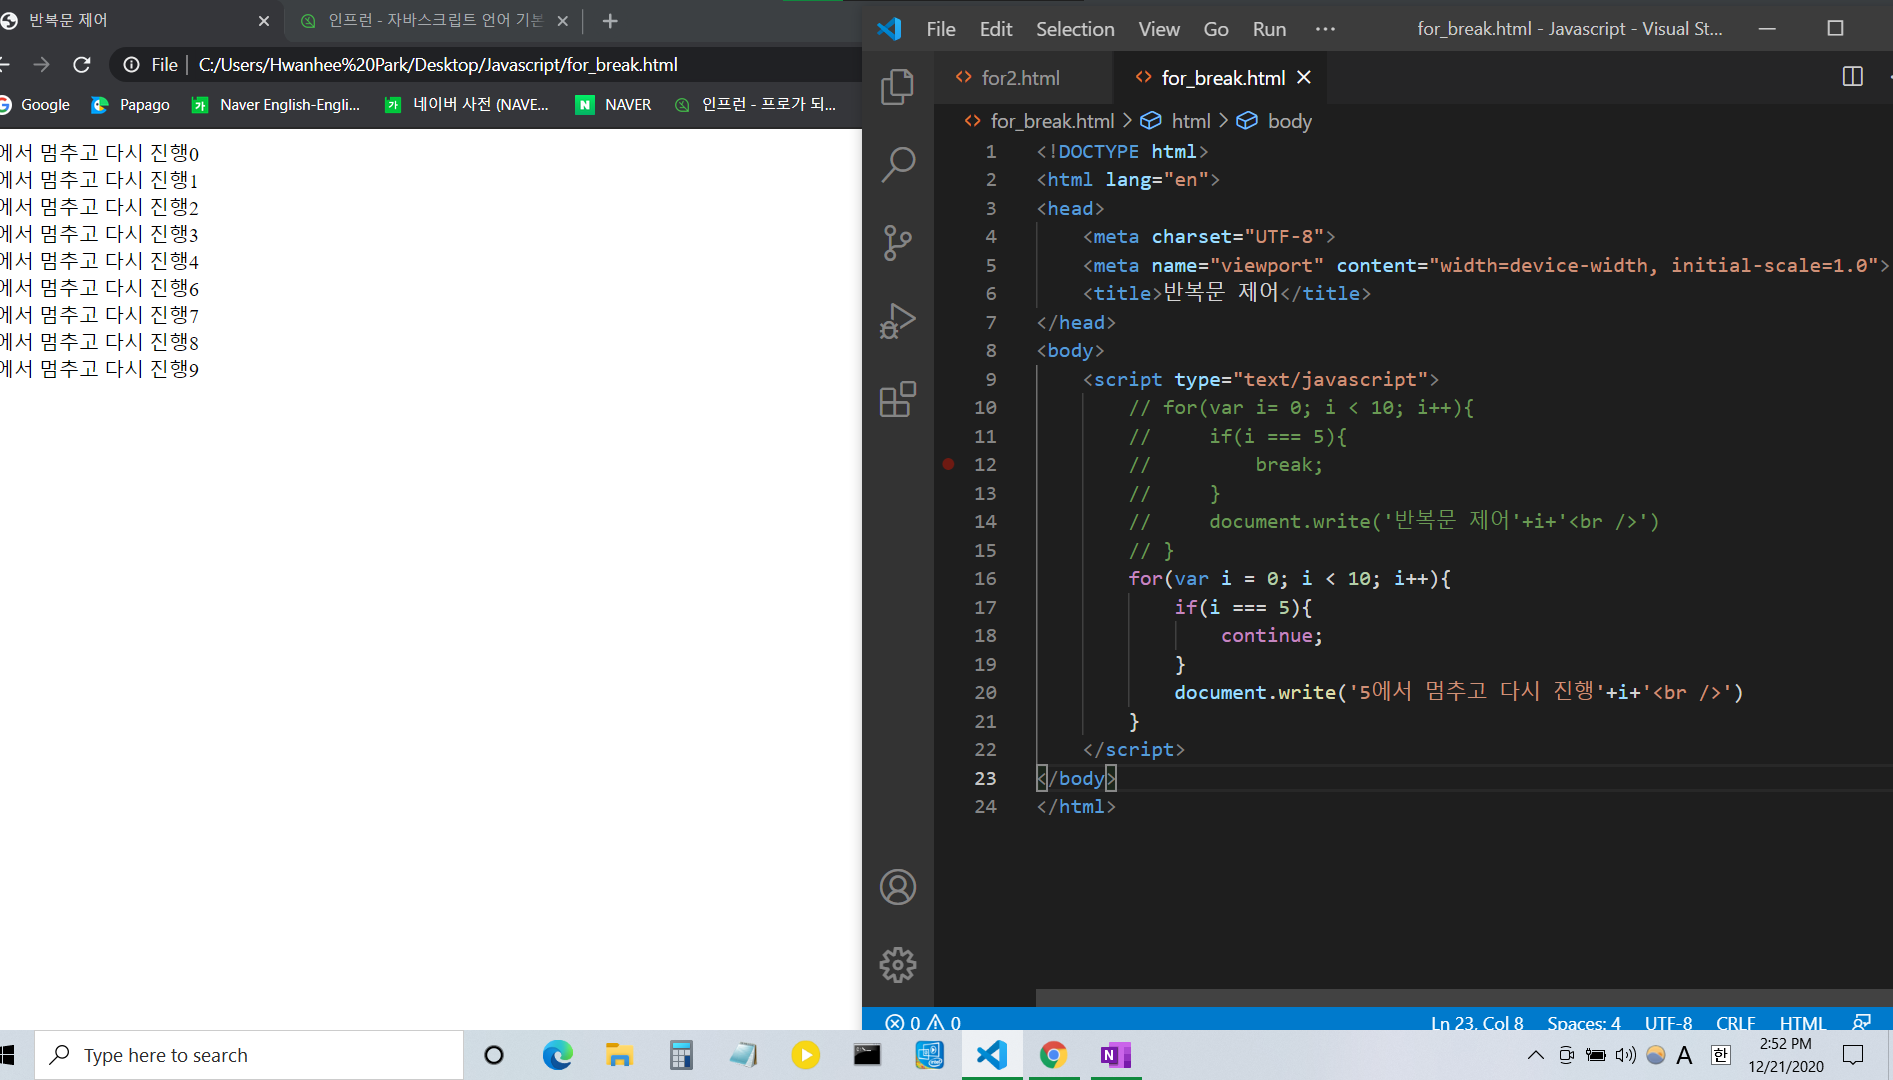 반복문 제어
인프런 - 자바스크립트 언어 기본
File
C:/Users/Hwanhee%20Park/Desktop/Javascript/for_break.html
Google
Papago
Naver English-Engli...
네이버 사전 (NAVE...
NAVER
인프런 - 프로가 되...
에서 멈추고 다시 진행0
에서 멈추고 다시 진행1
에서 멈추고 다시 진행2
에서 멈추고 다시 진행3
에서 멈추고 다시 진행4
에서 멈추고 다시 진행6
에서 멈추고 다시 진행7
에서 멈추고 다시 진행8
에서 멈추고 다시 진행9
File Edit Selection View Go Run ···
for_break.html - Javascript - Visual St...
for2.html
for_break.html
for_break.html > html > body
1 <!DOCTYPE html>
2 <html lang="en">
3 <head>
4 <meta charset="UTF-8">
5 <meta name="viewport" content="width=device-width, initial-scale=1.0">
6 <title>반복문 제어</title>
7 </head>
8 <body>
9 <script type="text/javascript">
10 // for(var i= 0; i < 10; i++){
11 // if(i === 5){
12 // break;
13 // }
14 // document.write('반복문 제어'+i+'<br />')
15 // }
16 for(var i = 0; i < 10; i++){
17 if(i === 5){
18 continue;
19 }
20 document.write('5에서 멈추고 다시 진행'+i+'<br />')
21 }
22 </script>
23 </body>
24 </html>
0 0
Ln 23, Col 8
Spaces: 4
UTF-8
CRLF
HTML
Type here to search
A
한
2:52 PM
12/21/2020